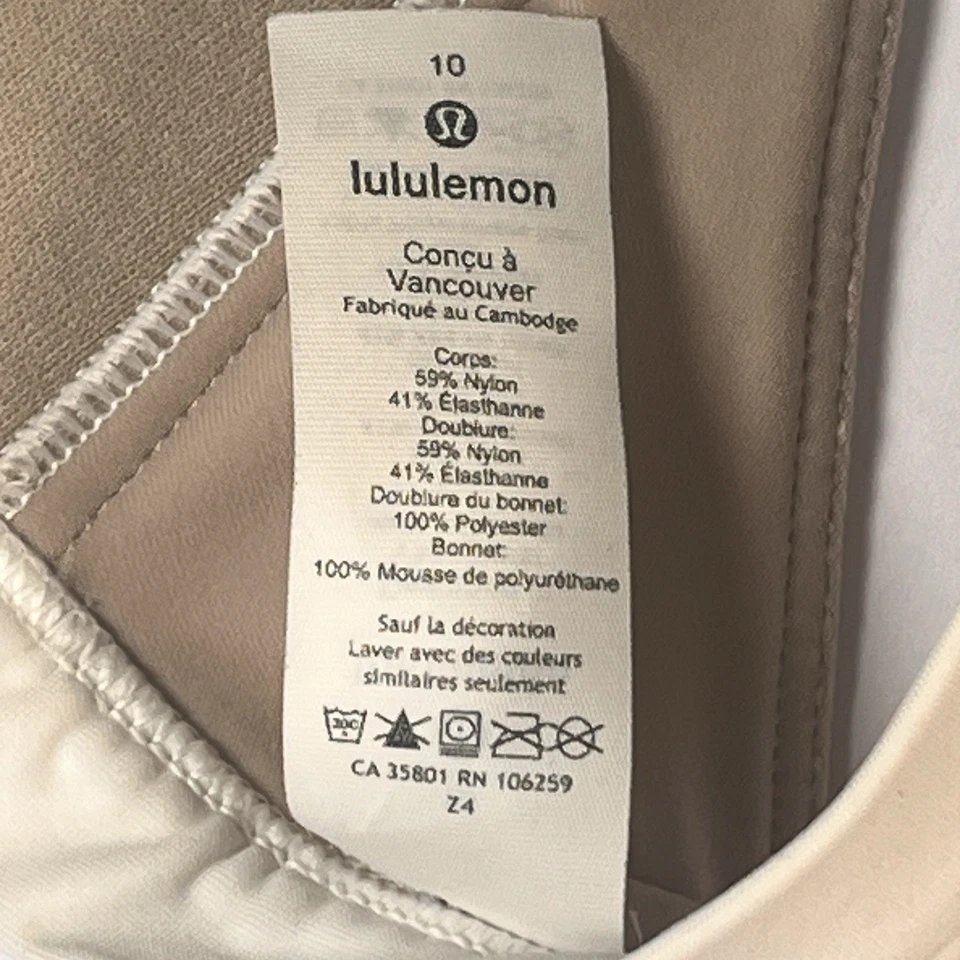 10
lululemon
Conçu à
Vancouver
Fabriqué au Cambodge
Corps:
59% Nylon
41% Élasthanne
Doublure:
59% Nylon
41% Élasthanne
Doublure du bonnet:
100% Polyester
Bonnet:
100% Mousse de polyuréthane
Sauf la décoration
Laver avec des couleurs
similaires seulement
30C
CA 35801 RN 106259
Z4